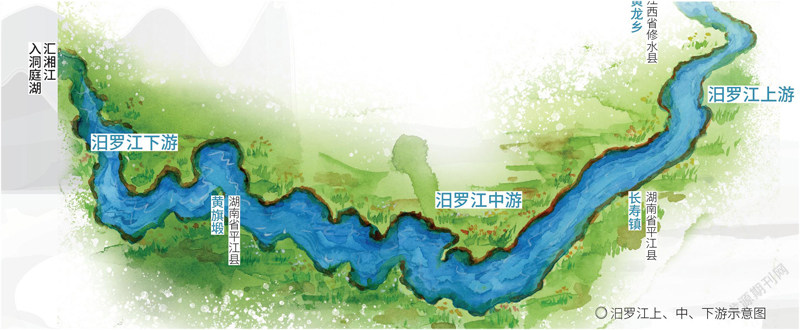 汇湘江
入洞庭湖
汨罗江下游
黄旗塅
湖南省平江县
汨罗江中游
长寿镇
湖南省平江县
汨罗江上游
黄龙乡
江西省修水县
汨罗江上、中、下游示意图